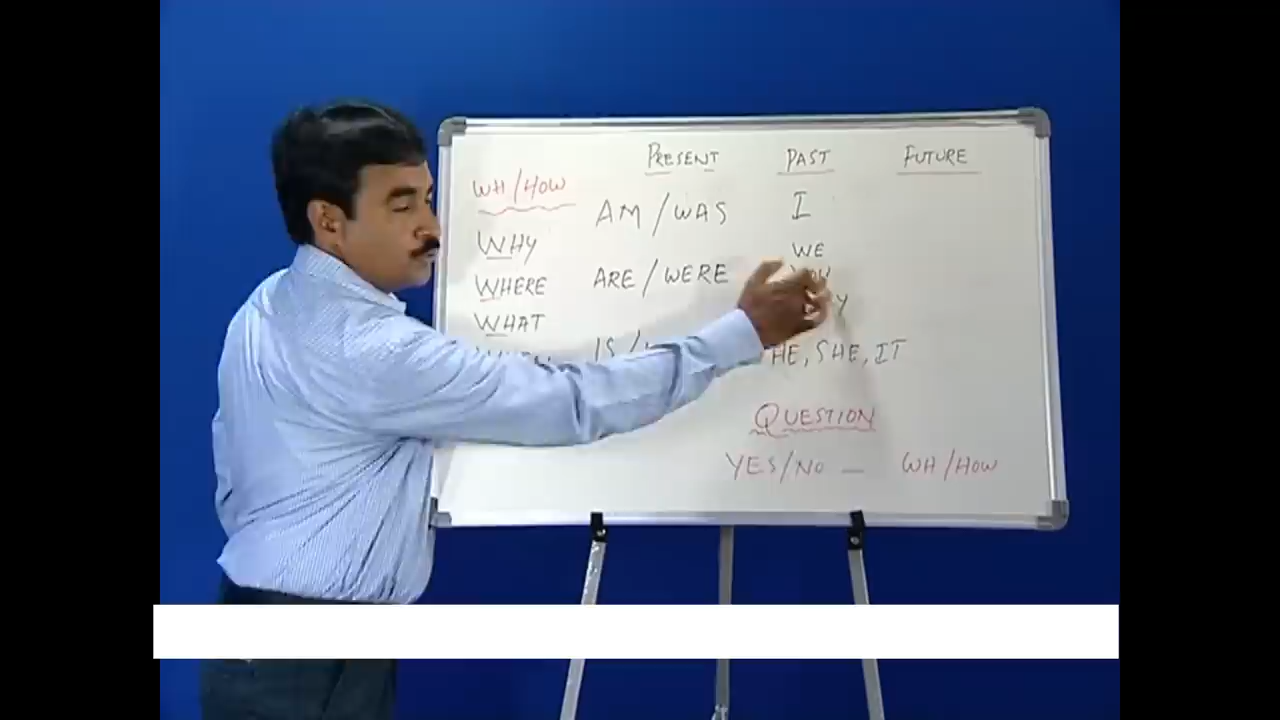 PRESENT PAST FUTURE
WH/HOW
AM/WAS I
WHY
WE
WHERE ARE/WERE
WHAT
IS/ HE, SHE, IT
QUESTION
YES/NO — WH/HOW